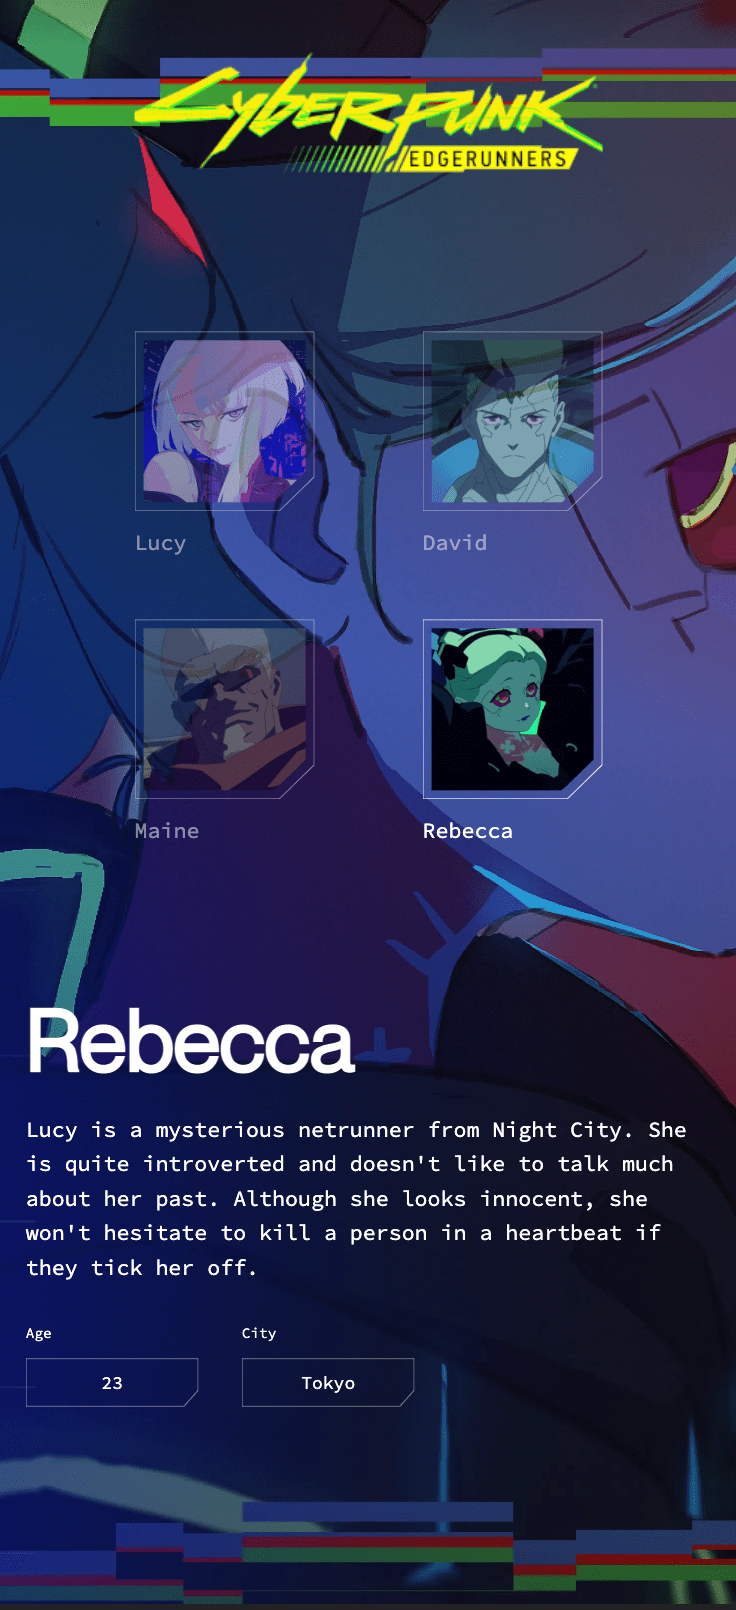 CYBERPUNK
EDGERUNNERS
Lucy
David
Maine
Rebecca
Rebecca
Lucy is a mysterious netrunner from Night City. She
is quite introverted and doesn't like to talk much
about her past. Although she looks innocent, she
won't hesitate to kill a person in a heartbeat if
they tick her off.
Age
City
23
Tokyo